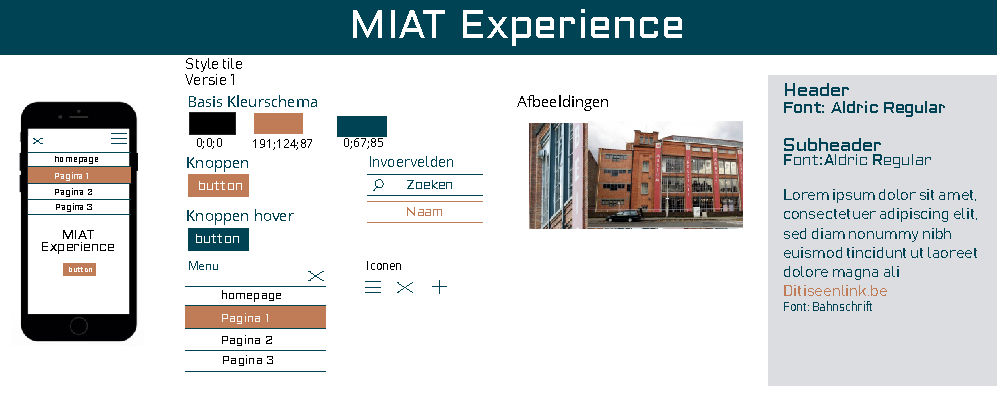 MIAT Experience
Style tile
Versie 1
homepage
Pagina 1
Pagina 2
Pagina 3
MIAT
Experience
button
Basis Kleurschema
0;0;0
191;124;87
0;67;85
Knoppen
button
Knoppen hover
button
Invoervelden
Zoeken
Naam
Menu
homepage
Pagina 1
Pagina 2
Pagina 3
Iconen
Afbeeldingen
Header
Font: Aldric Regular
Subheader
Font:Aldric Regular
Lorem ipsum dolor sit amet,
consectetuer adipiscing elit,
sed diam nonummy nibh
euismod tincidunt ut laoreet
dolore magna ali
Ditiseenlink.be
Font: Bahnschrift